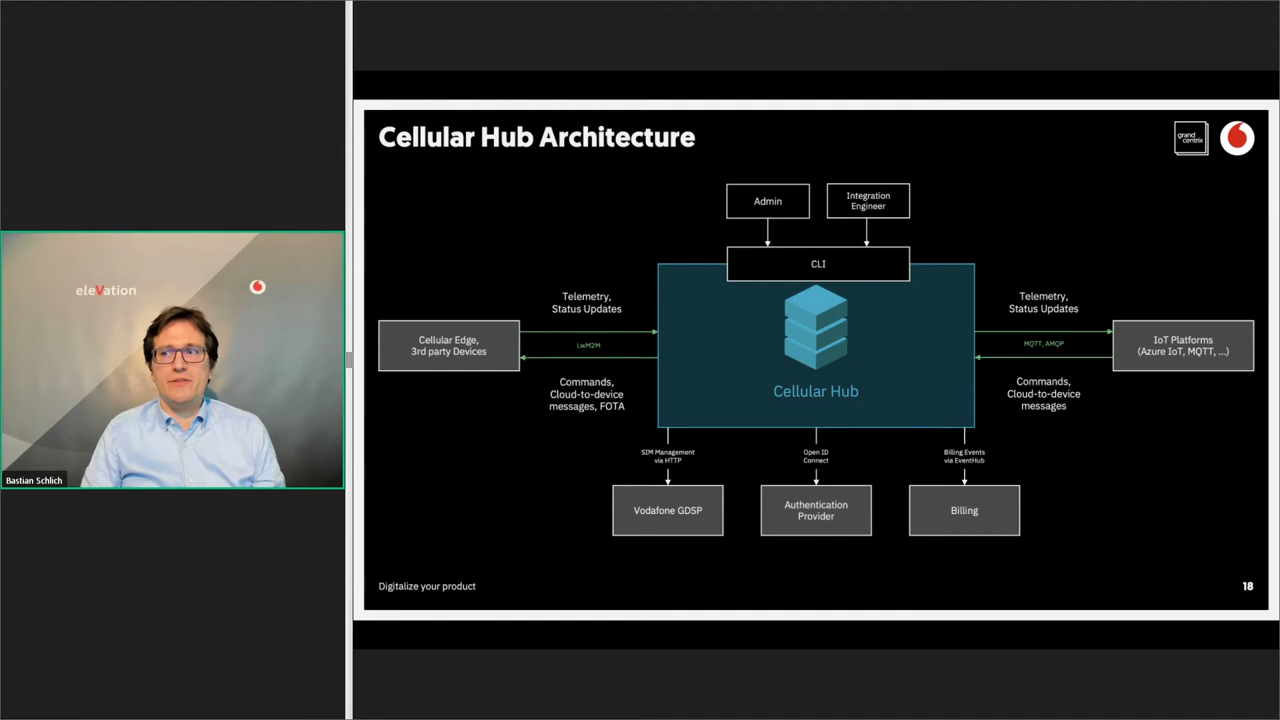 eleVation
Bastian Schlich
Cellular Hub Architecture
grand
centrix
Admin
Integration
Engineer
CLI
Telemetry,
Status Updates
Telemetry,
Status Updates
Cellular Edge,
3rd party Devices
LwM2M
MQTT, AMQP
IoT Platforms
(Azure IoT, MQTT, ...)
Commands,
Cloud-to-device
messages, FOTA
Cellular Hub
Commands,
Cloud-to-device
messages
SIM Management
via HTTP
Open ID
Connect
Billing Events
via EventHub
Vodafone GDSP
Authentication
Provider
Billing
Digitalize your product
18